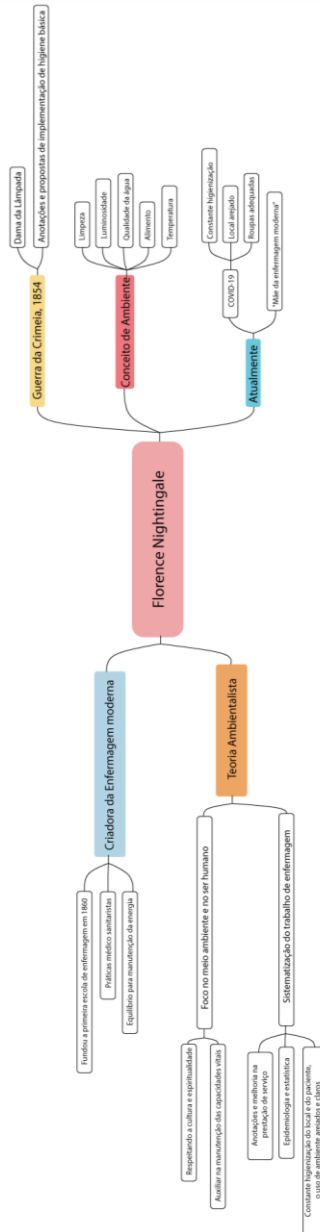 Florence Nightingale
Criadora da Enfermagem moderna
Fundou a primeira escola de enfermagem em 1860
Práticas médico sanitaristas
Equilíbrio para manutenção da energia
Teoria Ambientalista
Foco no meio ambiente e no ser humano
Respeitando a cultura e espiritualidade
Auxiliar na manutenção das capacidades vitais
Sistematização do trabalho de enfermagem
Anotações e melhoria na
prestação de serviço
Epidemiologia e estatística
Constante higienização do local e do paciente,
o uso de ambiente arejados e claros
Guerra da Crimeia, 1854
Dama da Lâmpada
Anotações e propostas de implementação de higiene básica
Conceito de Ambiente
Limpeza
Luminosidade
Qualidade da água
Alimento
Temperatura
Atualmente
COVID-19
Constante higienização
Local arejado
Roupas adequadas
"Mãe da enfermagem moderna"